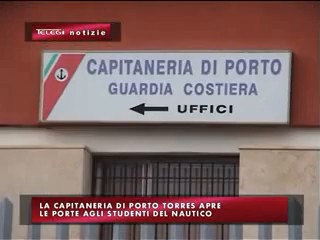 TELEGI notizie
CAPITANERIA DI PORTO
GUARDIA COSTIERA
UFFICI
LA CAPITANERIA DI PORTO TORRES APRE
LE PORTE AGLI STUDENTI DEL NAUTICO